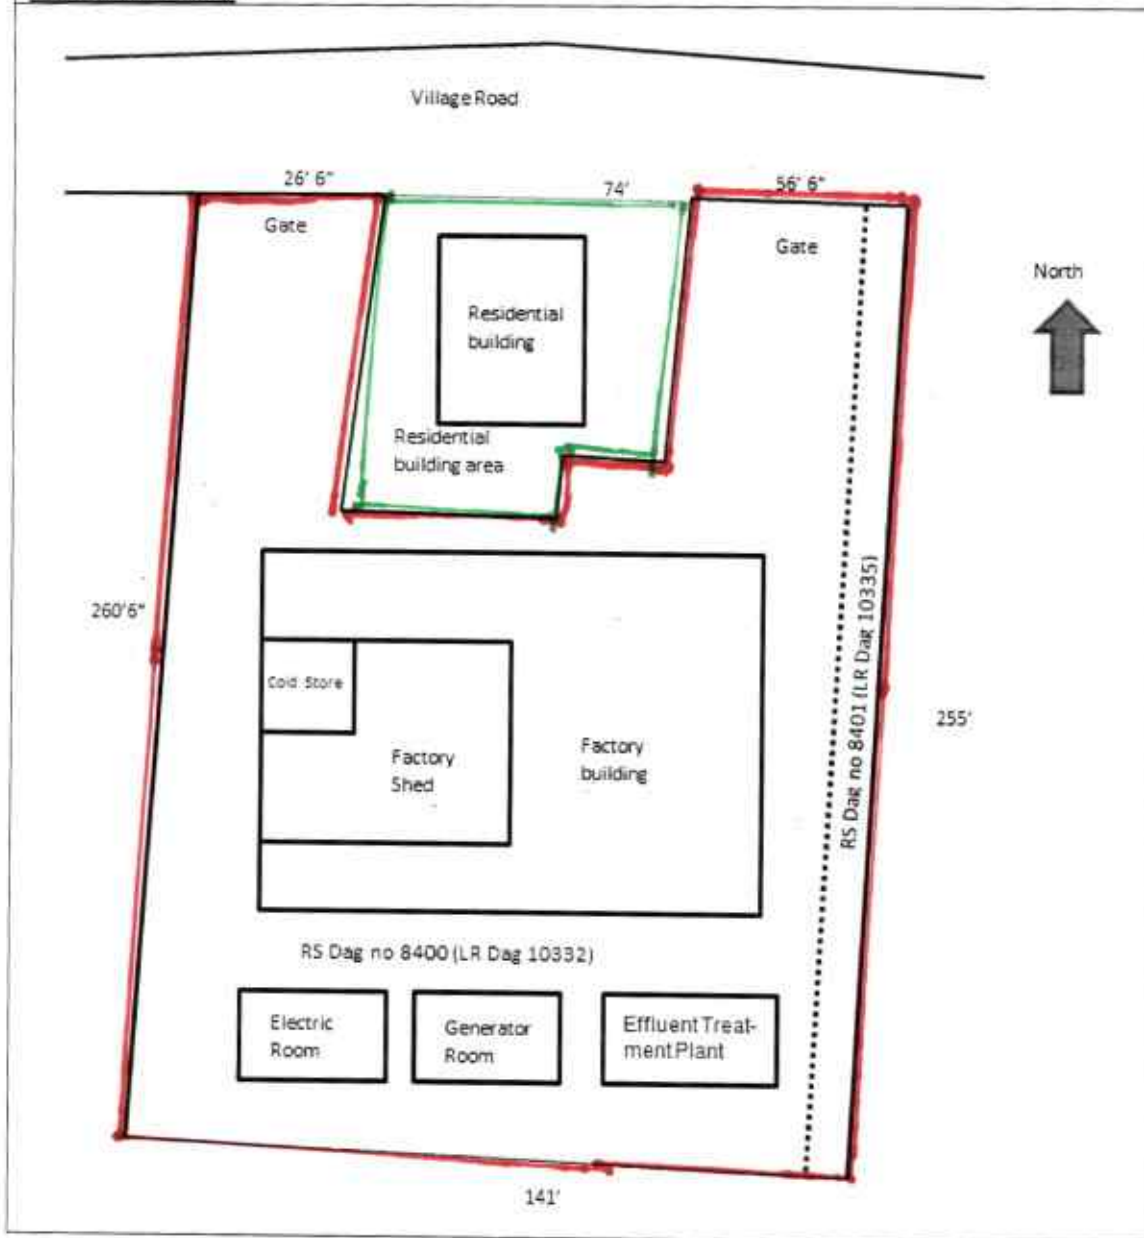 Village Road
26' 6"
74'
56' 6"
Gate
Gate
North
Residential
building
Residential
building area
260'6"
Cold Store
Factory
Shed
Factory
building
RS Dag no 8401 (LR Dag 10335)
255'
RS Dag no 8400 (LR Dag 10332)
Electric
Room
Generator
Room
Effluent Treat-
ment Plant
141'